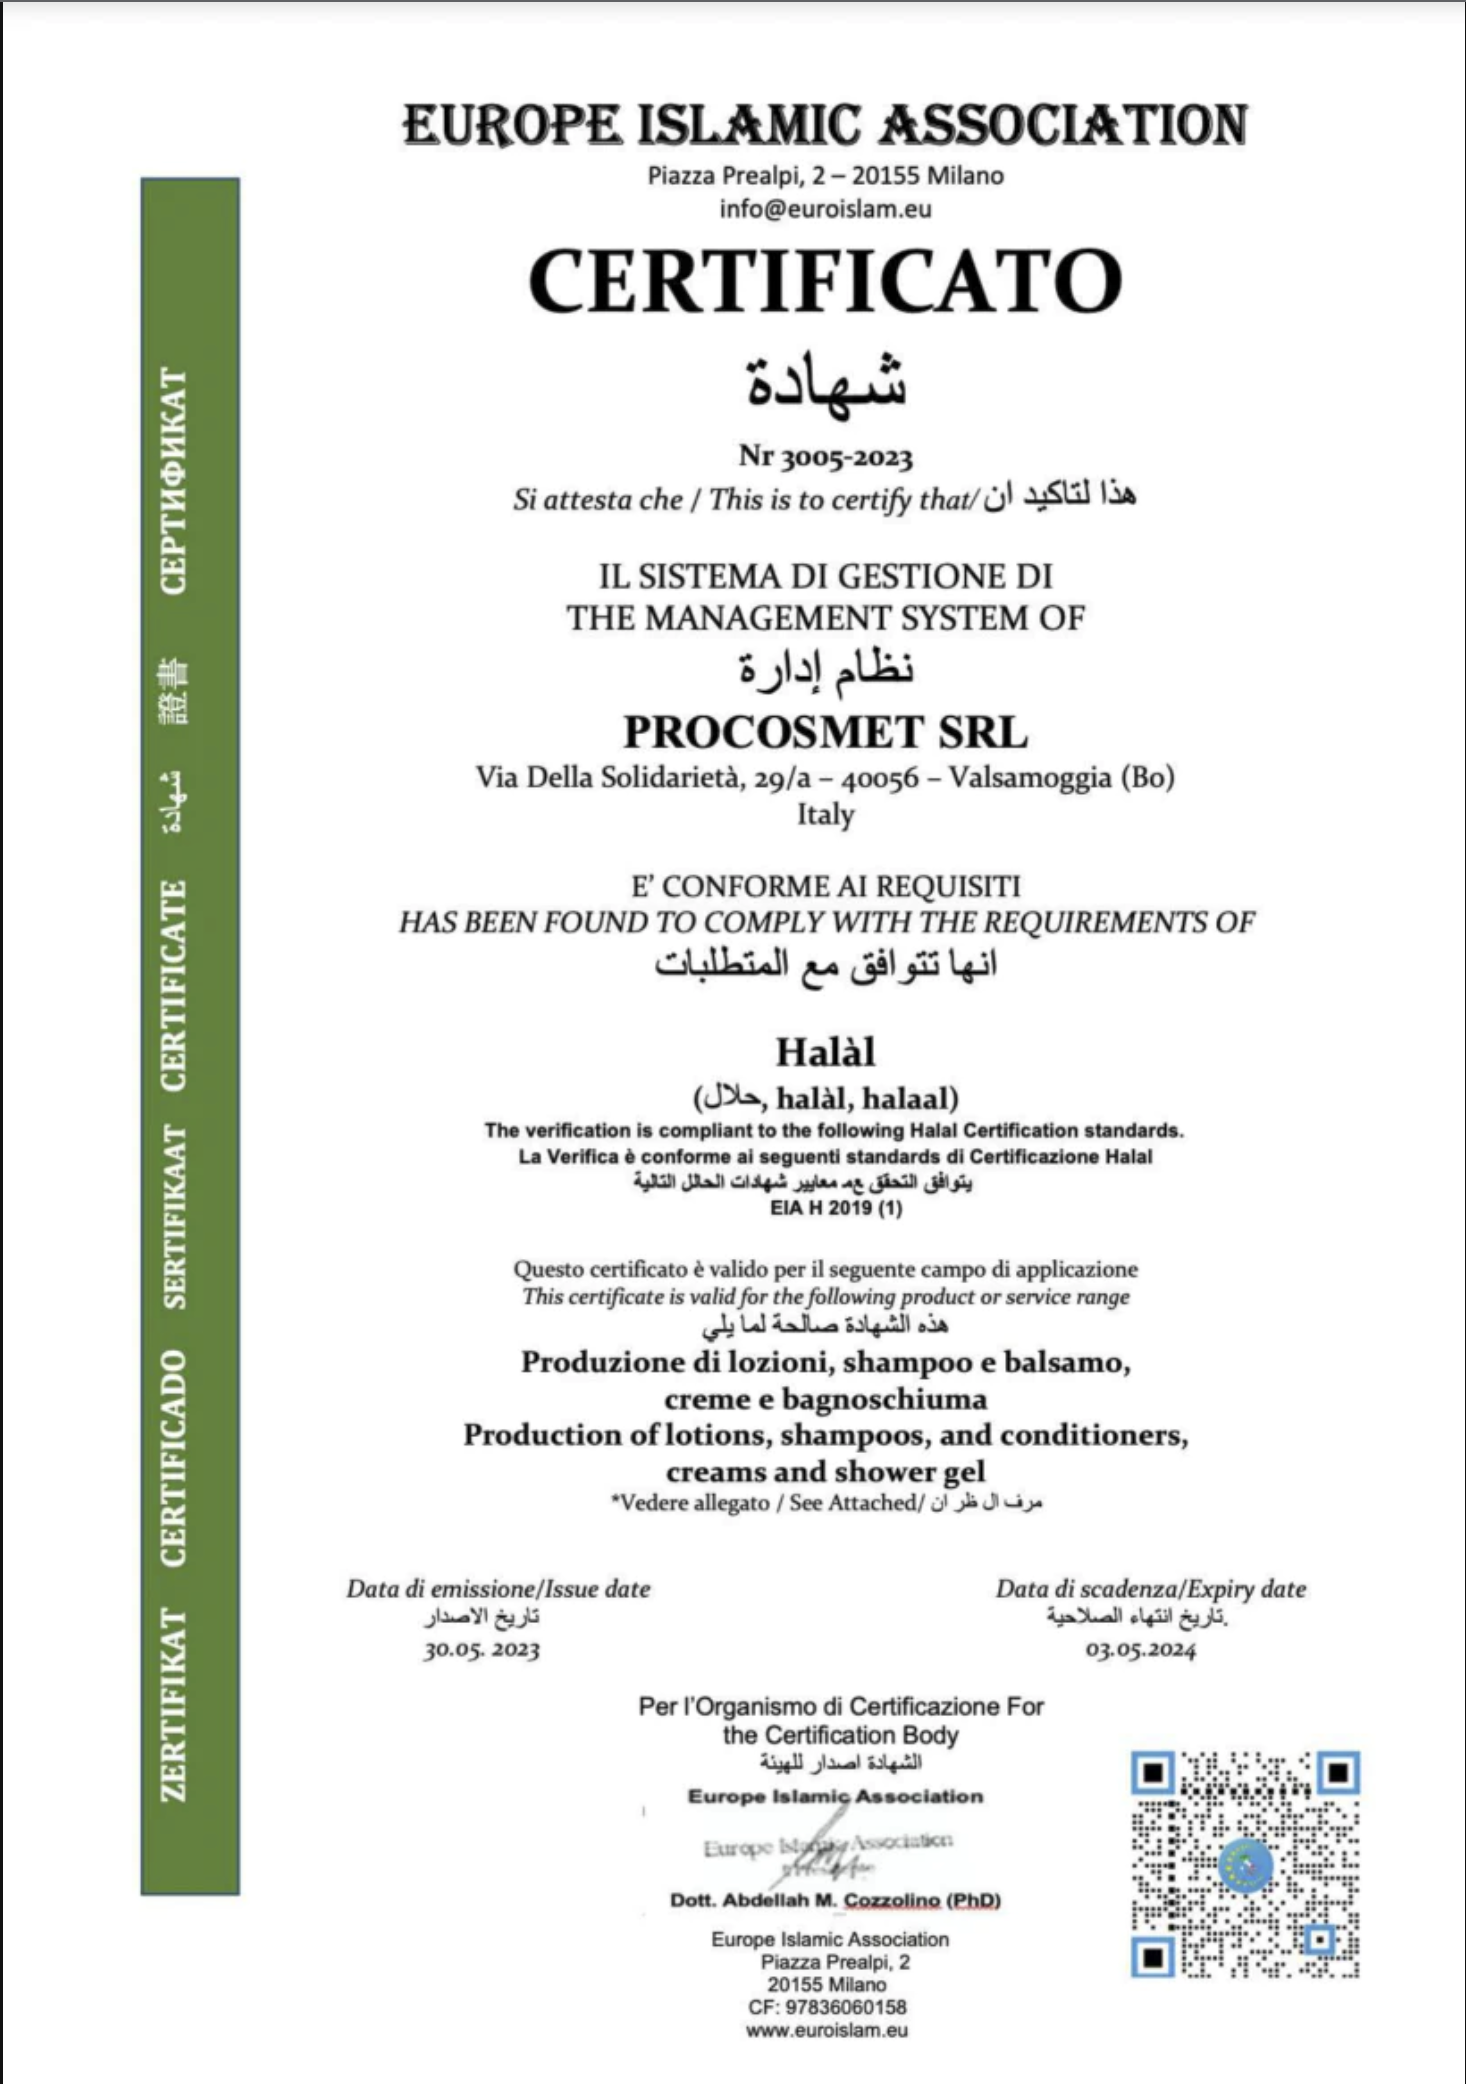 EUROPE ISLAMIC ASSOCIATION
Piazza Prealpi, 2 – 20155 Milano
info@euroislam.eu
CERTIFICATO
شهادة
Nr 3005-2023
Si attesta che / This is to certify that/ هذا لتاكيد ان
IL SISTEMA DI GESTIONE DI
THE MANAGEMENT SYSTEM OF
نظام إدارة
PROCOSMET SRL
Via Della Solidarietà, 29/a – 40056 – Valsamoggia (Bo)
Italy
E’ CONFORME AI REQUISITI
HAS BEEN FOUND TO COMPLY WITH THE REQUIREMENTS OF
انها تتوافق مع المتطلبات
Halàl
(حلال, halàl, halaal)
The verification is compliant to the following Halal Certification standards.
La Verifica è conforme ai seguenti standards di Certificazione Halal
يتوافق التحقق عم معايير شهادات الحالل التالية
EIA H 2019 (1)
Questo certificato è valido per il seguente campo di applicazione
This certificate is valid for the following product or service range
هذه الشهادة صالحة لما يلي
Produzione di lozioni, shampoo e balsamo,
creme e bagnoschiuma
Production of lotions, shampoos, and conditioners,
creams and shower gel
*Vedere allegato / See Attached/ مرف ال ظر ان
Data di emissione/Issue date
تاريخ الاصدار
30.05. 2023
Data di scadenza/Expiry date
تاريخ انتهاء الصلاحية.
03.05.2024
Per l’Organismo di Certificazione For
the Certification Body
الشهادة اصدار للهيئة
Europe Islamic Association
Europe Islamic Association
Dott. Abdellah M. Cozzolino (PhD)
Europe Islamic Association
Piazza Prealpi, 2
20155 Milano
CF: 97836060158
www.euroislam.eu
ZERTIFIKAT CERTIFICADO SERTIFIKAAT CERTIFICATE شهادة 證書 СЕРТИФИКАТ